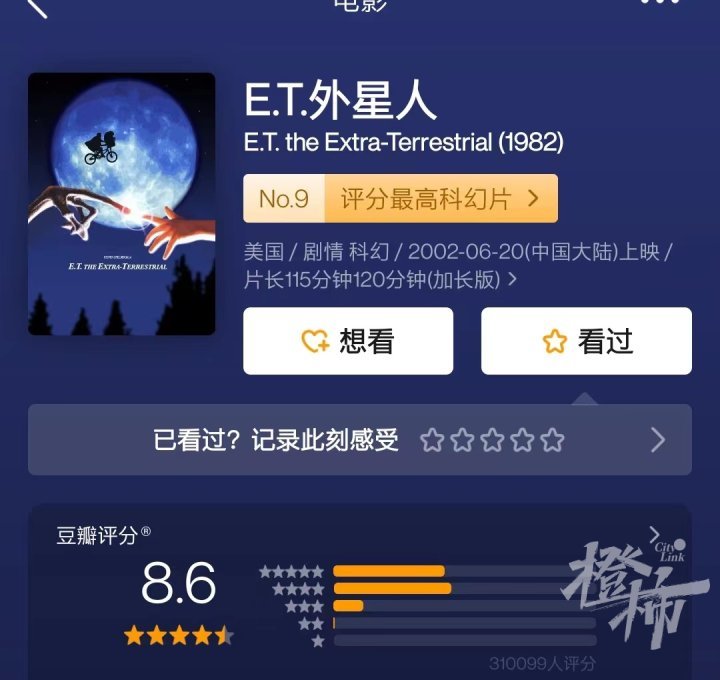 电影
E.T.外星人
E.T. the Extra-Terrestrial (1982)
No.9 评分最高科幻片
美国 / 剧情 科幻 / 2002-06-20(中国大陆)上映 /
片长115分钟120分钟(加长版)
E.T. THE EXTRA-TERRESTRIAL
想看
看过
已看过？记录此刻感受
豆瓣评分®
8.6
310099人评分
City Link
橙柿